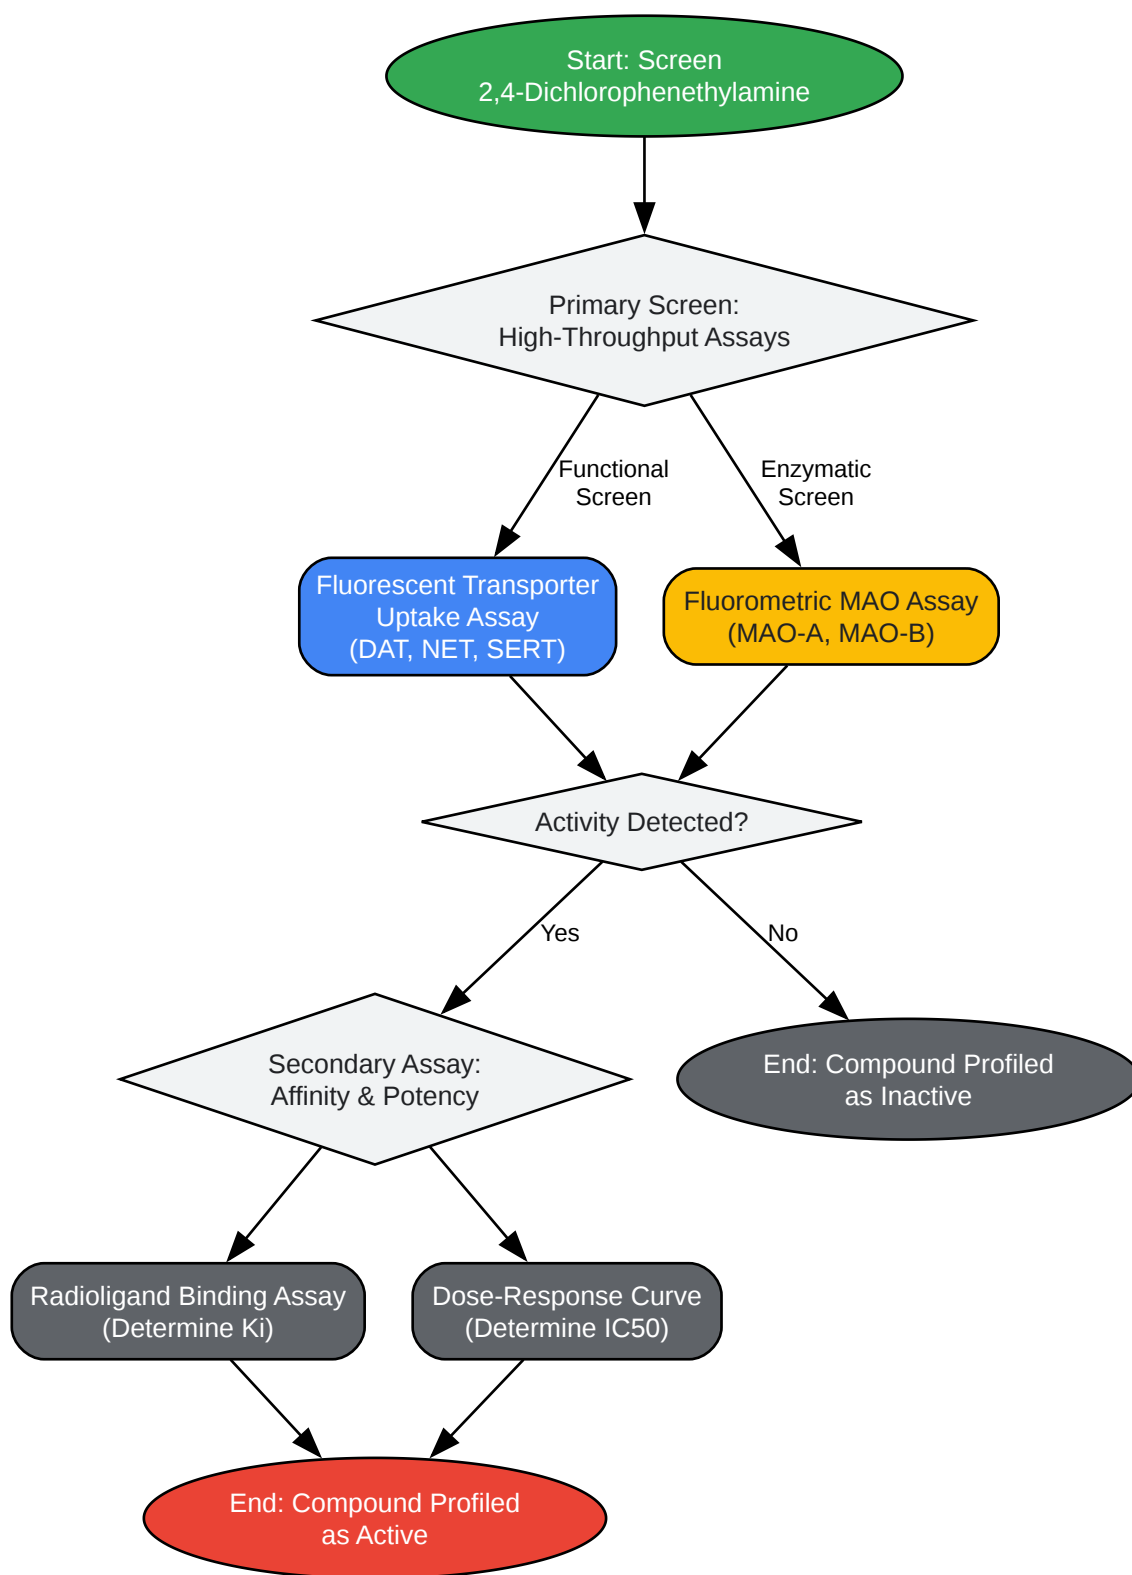 Start: Screen
2,4-Dichlorophenethylamine
Primary Screen:
High-Throughput Assays
Functional
Screen
Enzymatic
Screen
Fluorescent Transporter
Uptake Assay
(DAT, NET, SERT)
Fluorometric MAO Assay
(MAO-A, MAO-B)
Activity Detected?
Yes
No
Secondary Assay:
Affinity & Potency
End: Compound Profiled
as Inactive
Radioligand Binding Assay
(Determine Ki)
Dose-Response Curve
(Determine IC50)
End: Compound Profiled
as Active